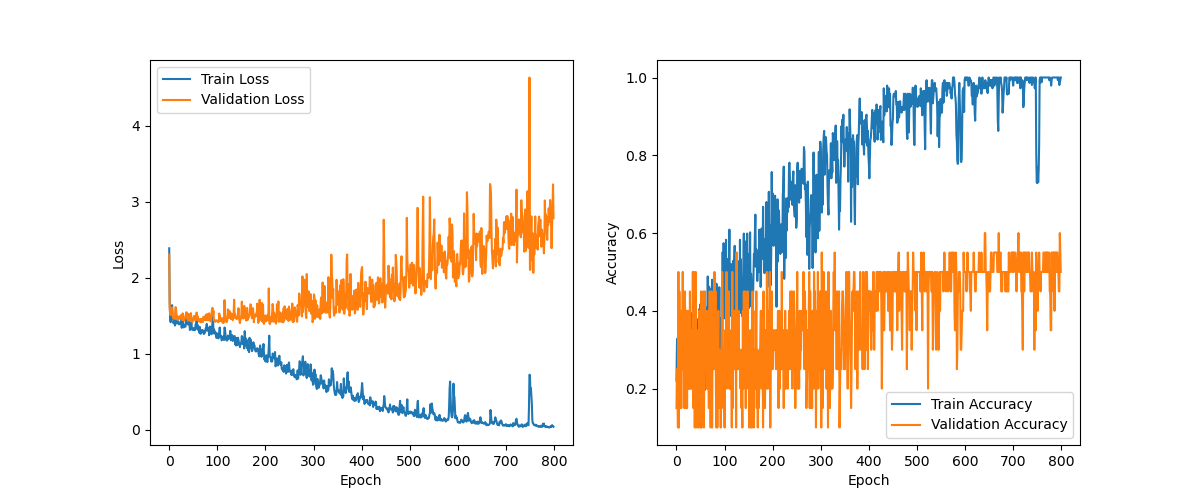 Train Loss
Validation Loss
4
3
2
1
0
Loss
0 100 200 300 400 500 600 700 800
Epoch
1.0
0.8
0.6
0.4
0.2
Accuracy
Train Accuracy
Validation Accuracy
0 100 200 300 400 500 600 700 800
Epoch